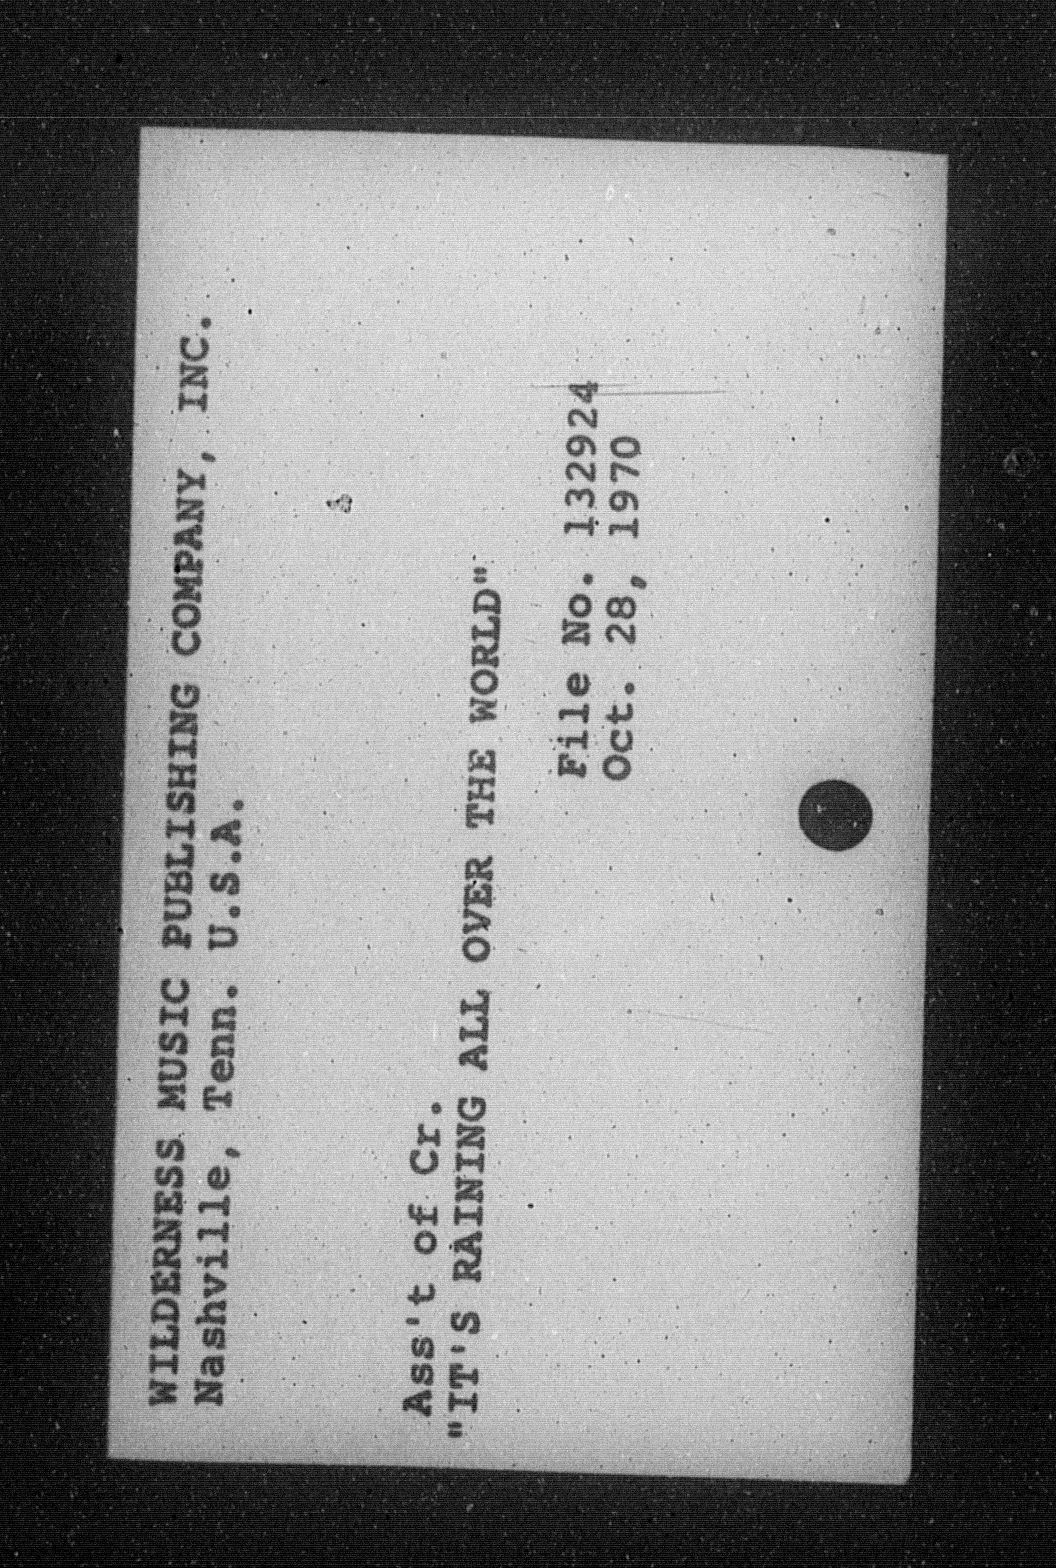 WILDERNESS MUSIC PUBLISHING COMPANY, INC.
Nashville, Tenn. U.S.A.
Ass't of Cr.
"IT'S RAINING ALL OVER THE WORLD"
File No. 132924
Oct. 28, 1970